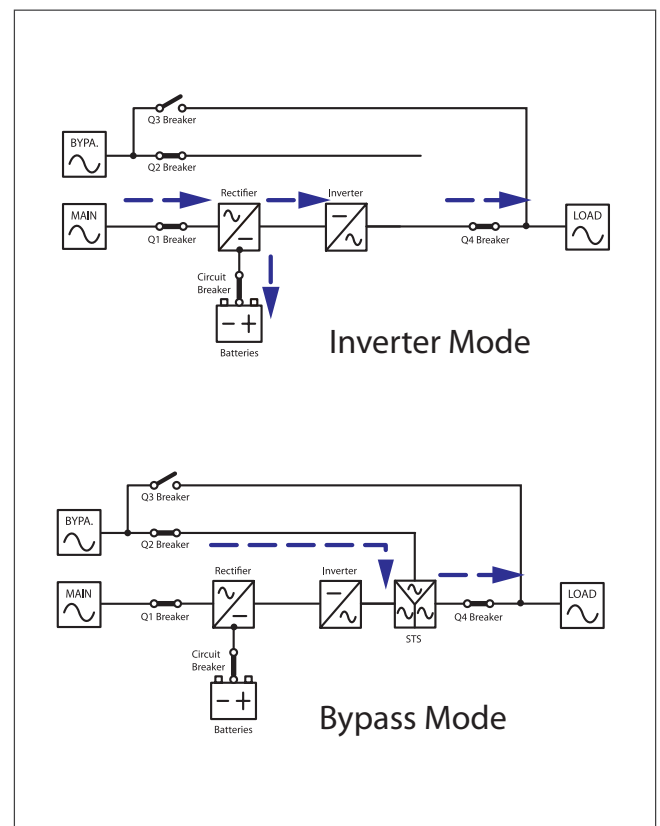 Q3 Breaker
BYPA.
Q2 Breaker
Rectifier
Inverter
MAIN
LOAD
Q1 Breaker
Q4 Breaker
Circuit
Breaker
Batteries
Inverter Mode
Q3 Breaker
BYPA.
Q2 Breaker
Rectifier
Inverter
MAIN
LOAD
Q1 Breaker
STS
Q4 Breaker
Circuit
Breaker
Batteries
Bypass Mode